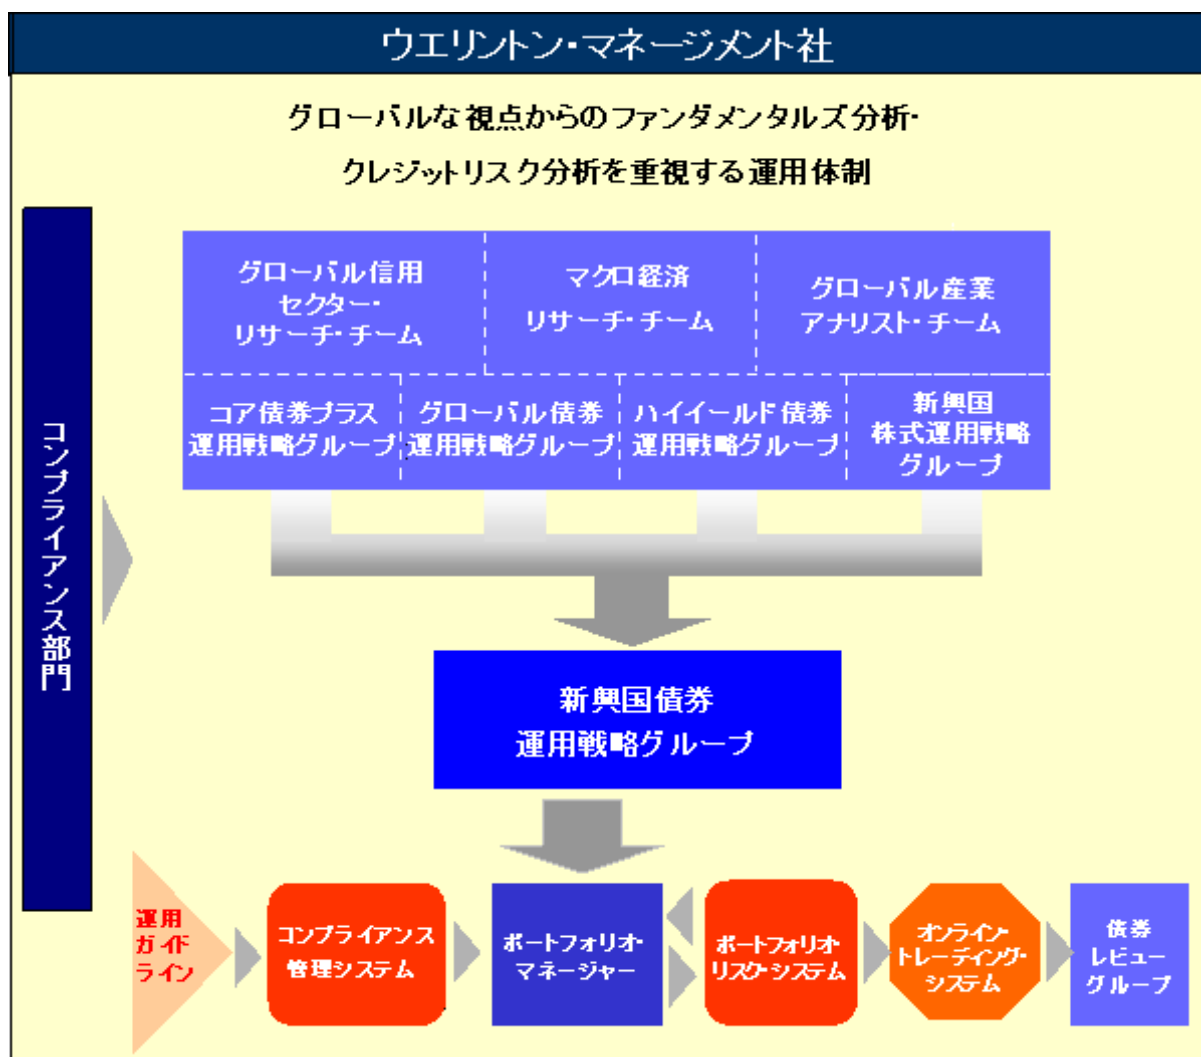 ウエリントン・マネージメント社
グローバルな視点からのファンダメンタルズ分析・
クレジットリスク分析を重視する運用体制
コンプライアンス部門
グローバル信用
セクター・
リサーチ・チーム
マクロ経済
リサーチ・チーム
グローバル産業
アナリスト・チーム
コア債券プラス
運用戦略グループ
グローバル債券
運用戦略グループ
ハイイールド債券
運用戦略グループ
新興国
株式運用戦略
グループ
新興国債券
運用戦略グループ
運用
ガイド
ライン
コンプライアンス
管理システム
ポートフォリオ・
マネージャー
ポートフォリオ・
リスク・システム
オンライン・
トレーディング・
システム
債券
レビュー
グループ